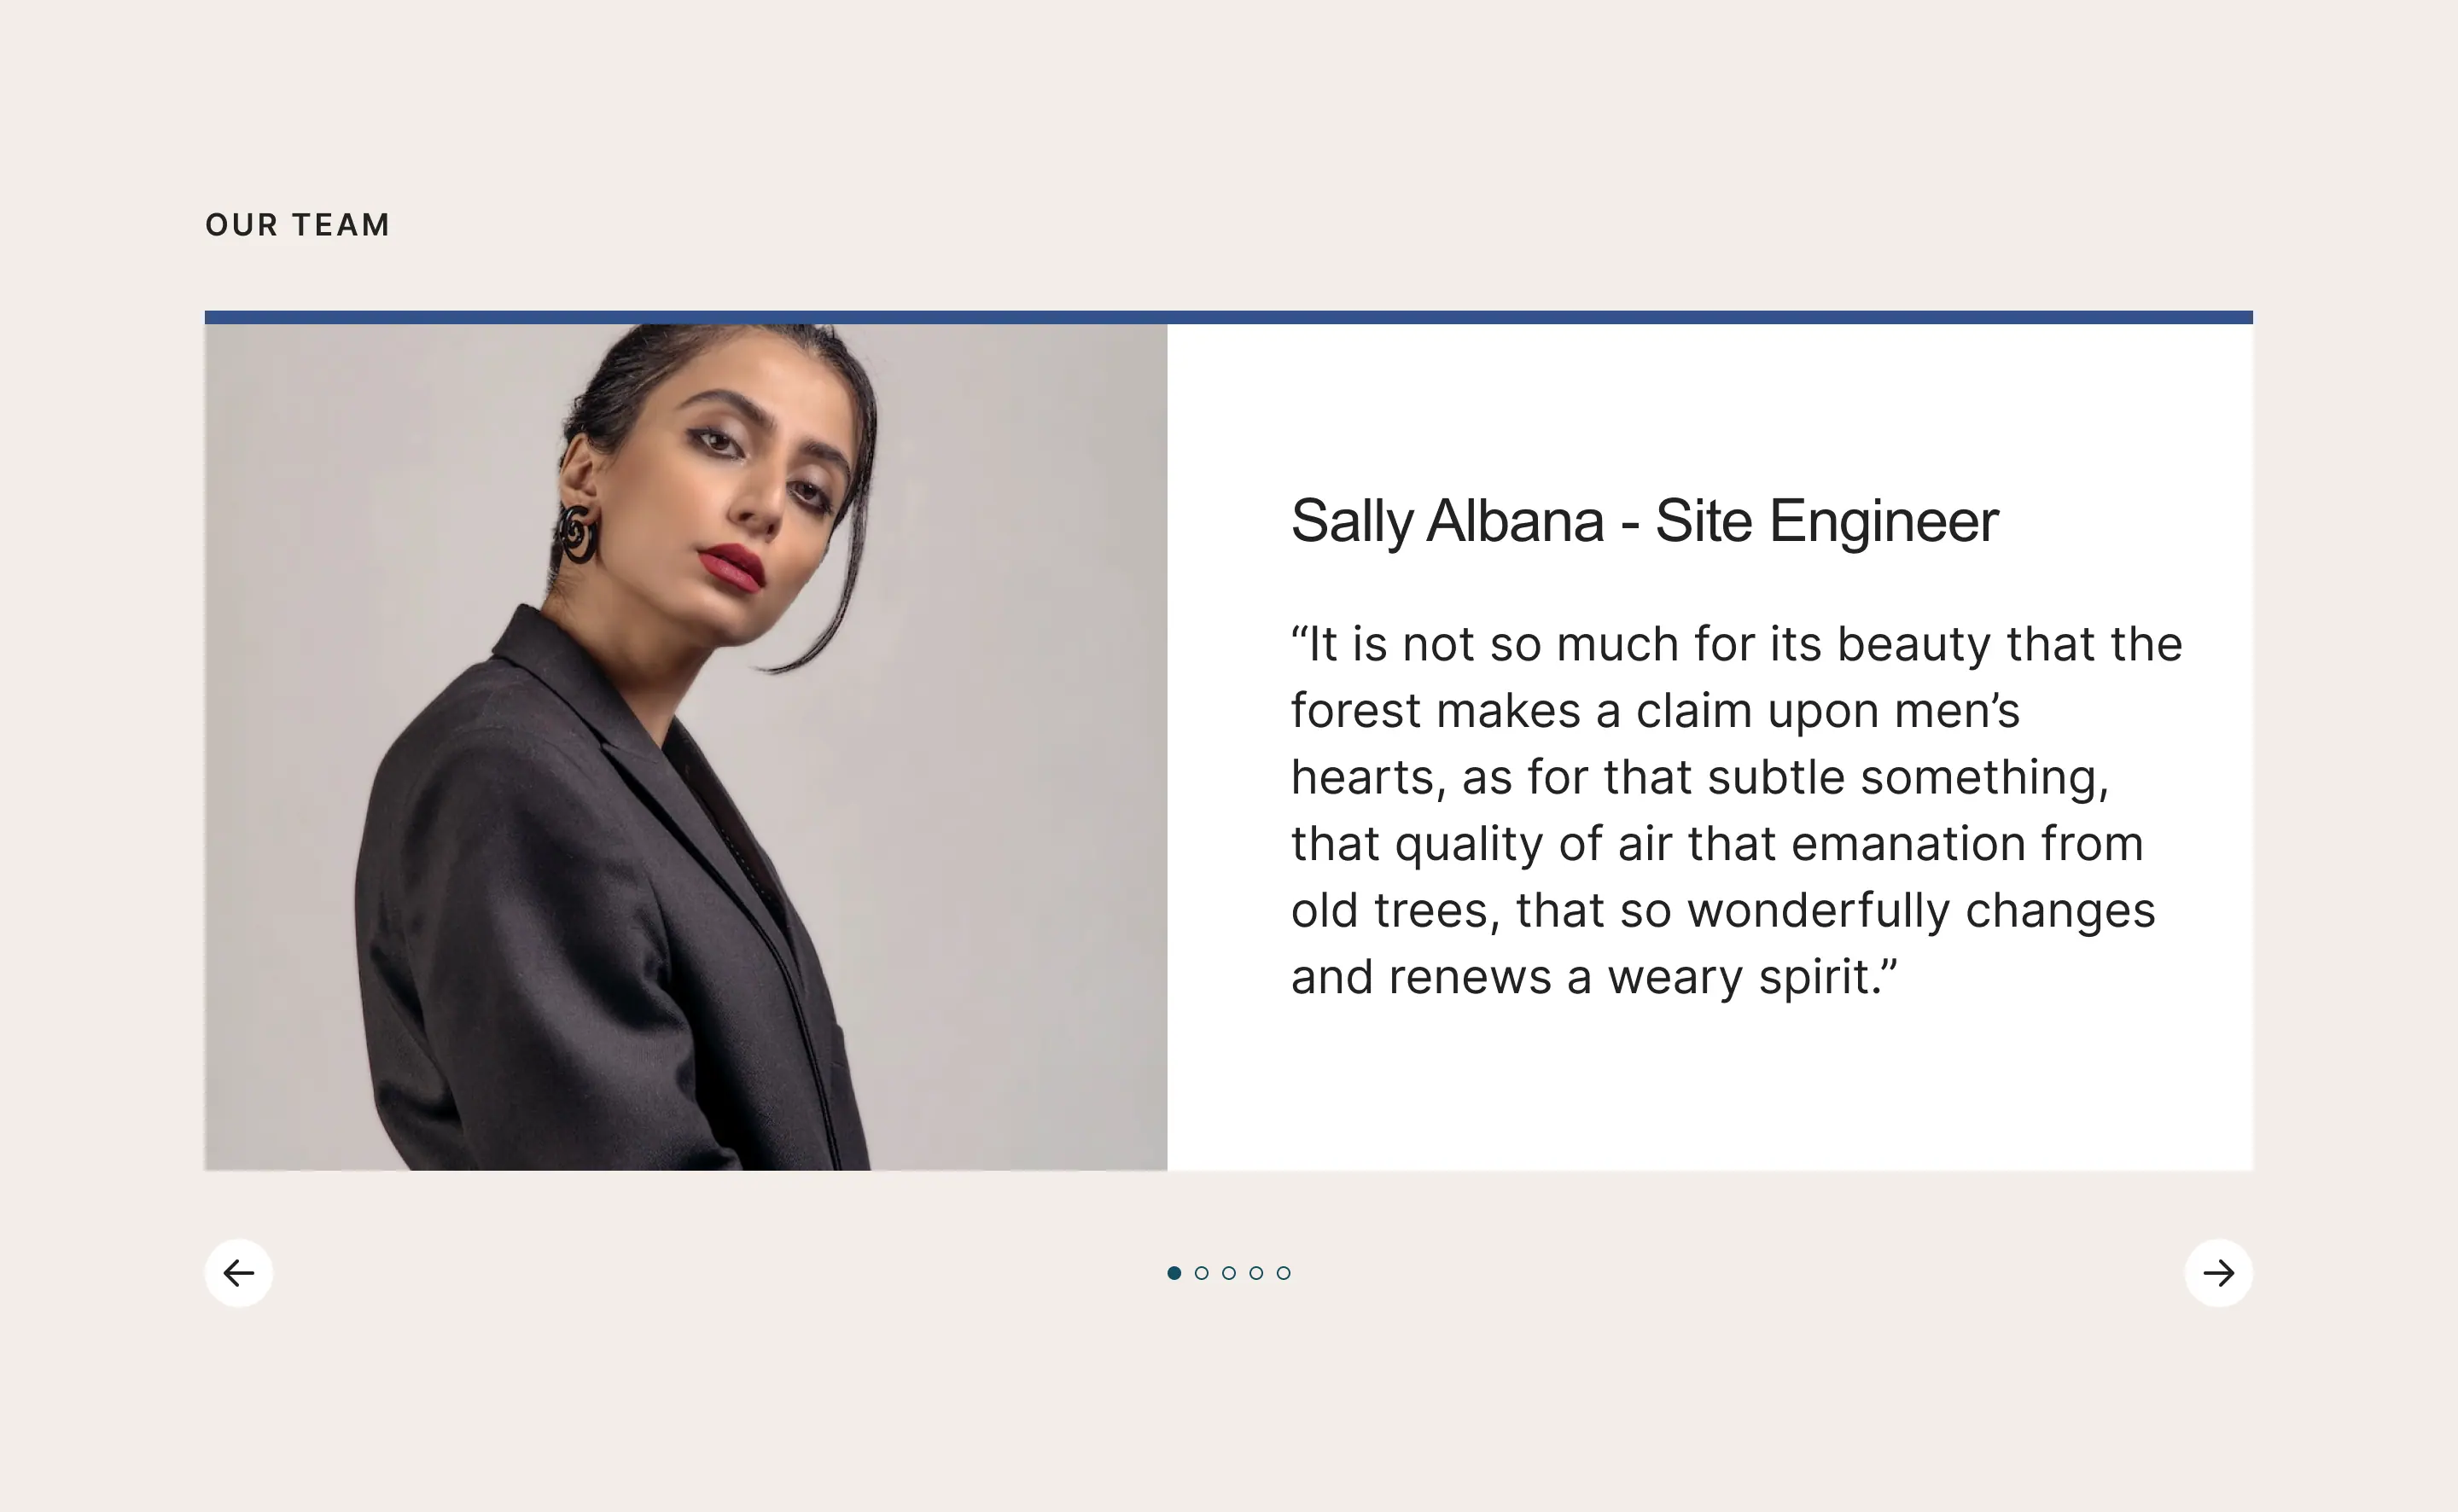 OUR TEAM
Sally Albana - Site Engineer
“It is not so much for its beauty that the
forest makes a claim upon men’s
hearts, as for that subtle something,
that quality of air that emanation from
old trees, that so wonderfully changes
and renews a weary spirit.”